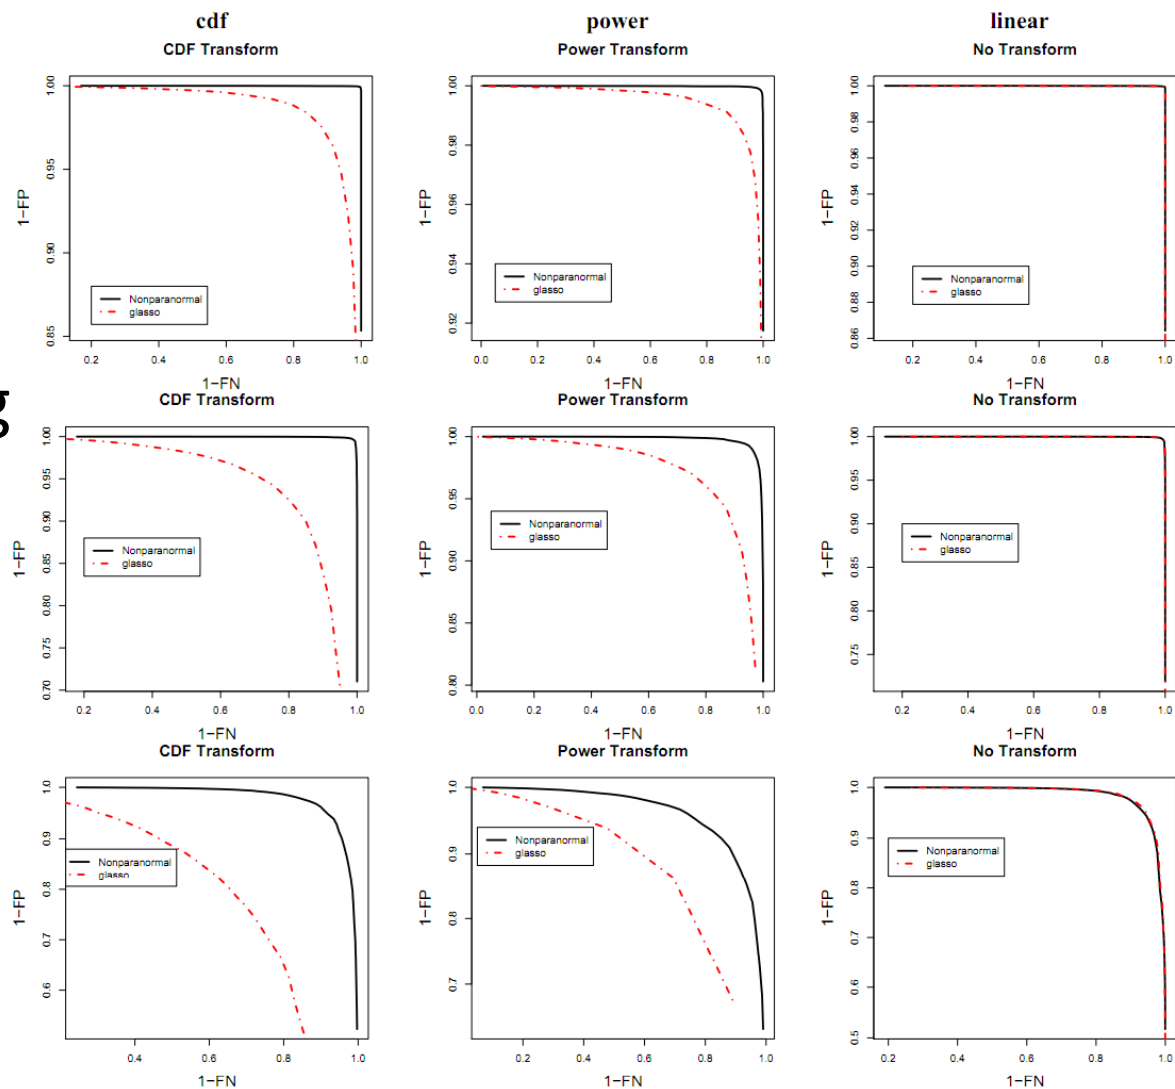 cdf power linear
CDF Transform Power Transform No Transform
1-FP
1.00
0.95
0.90
0.85
Nonparanormal
glasso
0.2 0.4 0.6 0.8 1.0
1-FN
1-FP
1.00
0.98
0.96
0.94
0.92
Nonparanormal
glasso
0.0 0.2 0.4 0.6 0.8 1.0
1-FN
1-FP
1.00
0.98
0.96
0.94
0.92
0.90
0.88
0.86
Nonparanormal
glasso
0.2 0.4 0.6 0.8 1.0
1-FN
g
CDF Transform Power Transform No Transform
1-FP
1.00
0.95
0.90
0.85
0.80
0.75
0.70
Nonparanormal
glasso
0.2 0.4 0.6 0.8 1.0
1-FN
1-FP
1.00
0.95
0.90
0.85
0.80
Nonparanormal
glasso
0.0 0.2 0.4 0.6 0.8 1.0
1-FN
1-FP
1.00
0.95
0.90
0.85
0.80
0.75
Nonparanormal
glasso
0.2 0.4 0.6 0.8 1.0
1-FN
CDF Transform Power Transform No Transform
1-FP
1.0
0.9
0.8
0.7
0.6
Nonparanormal
glasso
0.4 0.6 0.8 1.0
1-FN
1-FP
1.0
0.9
0.8
0.7
Nonparanormal
glasso
0.2 0.4 0.6 0.8 1.0
1-FN
1-FP
1.0
0.9
0.8
0.7
0.6
0.5
Nonparanormal
glasso
0.2 0.4 0.6 0.8 1.0
1-FN